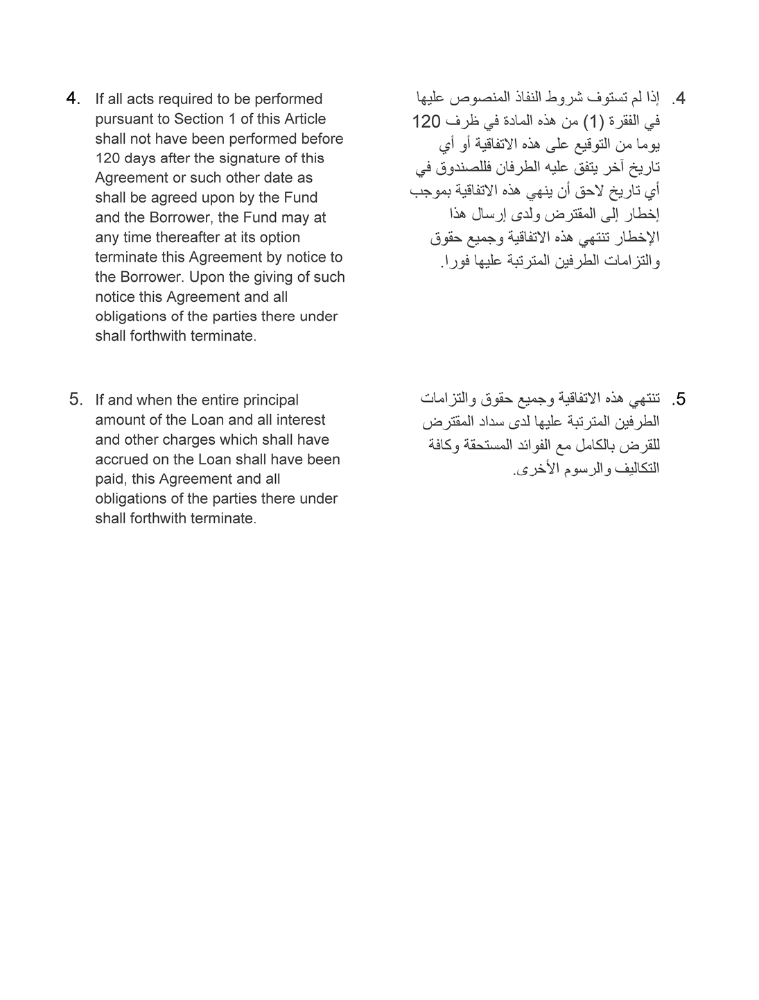 4. If all acts required to be performed
pursuant to Section 1 of this Article
shall not have been performed before
120 days after the signature of this
Agreement or such other date as
shall be agreed upon by the Fund
and the Borrower, the Fund may at
any time thereafter at its option
terminate this Agreement by notice to
the Borrower. Upon the giving of such
notice this Agreement and all
obligations of the parties there under
shall forthwith terminate.
5. If and when the entire principal
amount of the Loan and all interest
and other charges which shall have
accrued on the Loan shall have been
paid, this Agreement and all
obligations of the parties there under
shall forthwith terminate.
4. إذا لم تستوف شروط النفاذ المنصوص عليها
في الفقرة (1) من هذه المادة في ظرف 120
يوما من التوقيع على هذه الاتفاقية أو أي
تاريخ آخر يتفق عليه الطرفان فللصندوق في
أي تاريخ لاحق أن ينهي هذه الاتفاقية بموجب
إخطار إلى المقترض ولدى إرسال هذا
الإخطار تنتهي هذه الاتفاقية وجميع حقوق
والتزامات الطرفين المترتبة عليها فورا.
5. تنتهي هذه الاتفاقية وجميع حقوق والتزامات
الطرفين المترتبة عليها لدى سداد المقترض
للقرض بالكامل مع الفوائد المستحقة وكافة
التكاليف والرسوم الأخرى.